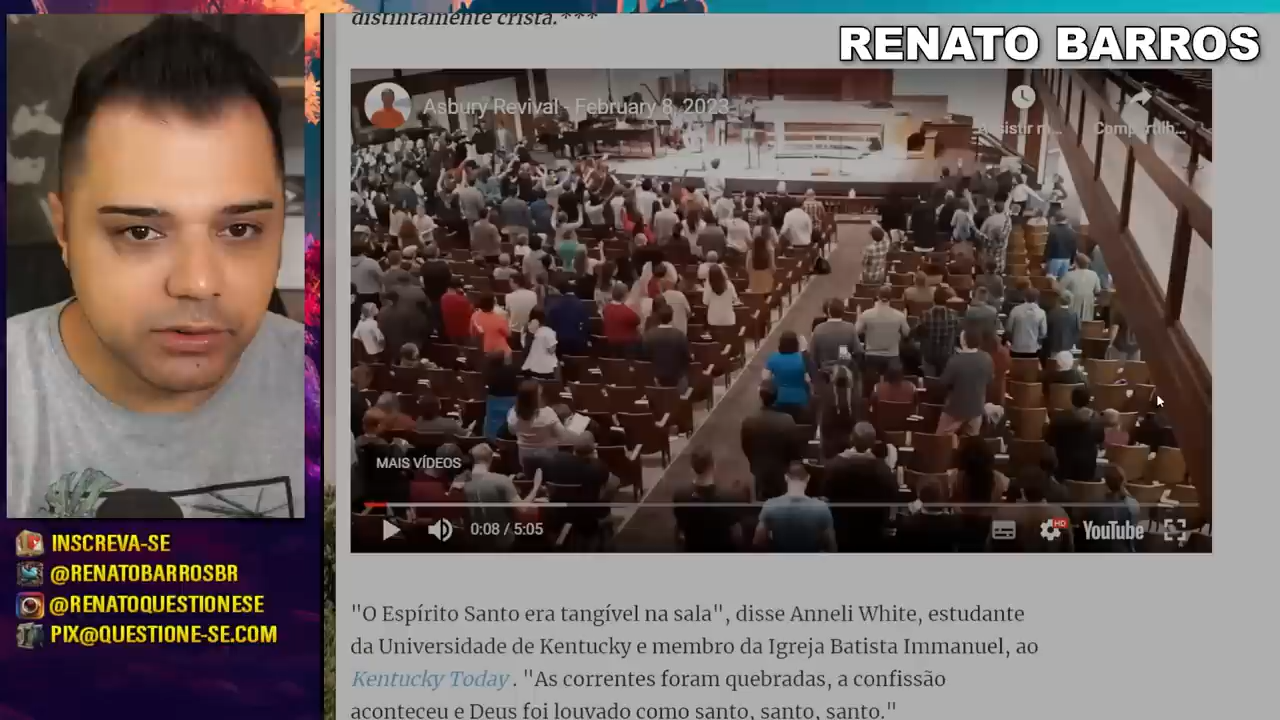 distintamente cristã.***
RENATO BARROS
Asbury Revival - February 8, 2023
Assistir m...
Compartilh...
MAIS VÍDEOS
0:08 / 5:05
HD
YouTube
INSCREVA-SE
@RENATOBARROSBR
@RENATOQUESTIONESE
PIX@QUESTIONE-SE.COM
"O Espírito Santo era tangível na sala", disse Anneli White, estudante
da Universidade de Kentucky e membro da Igreja Batista Immanuel, ao
Kentucky Today. "As correntes foram quebradas, a confissão
aconteceu e Deus foi louvado como santo, santo, santo."